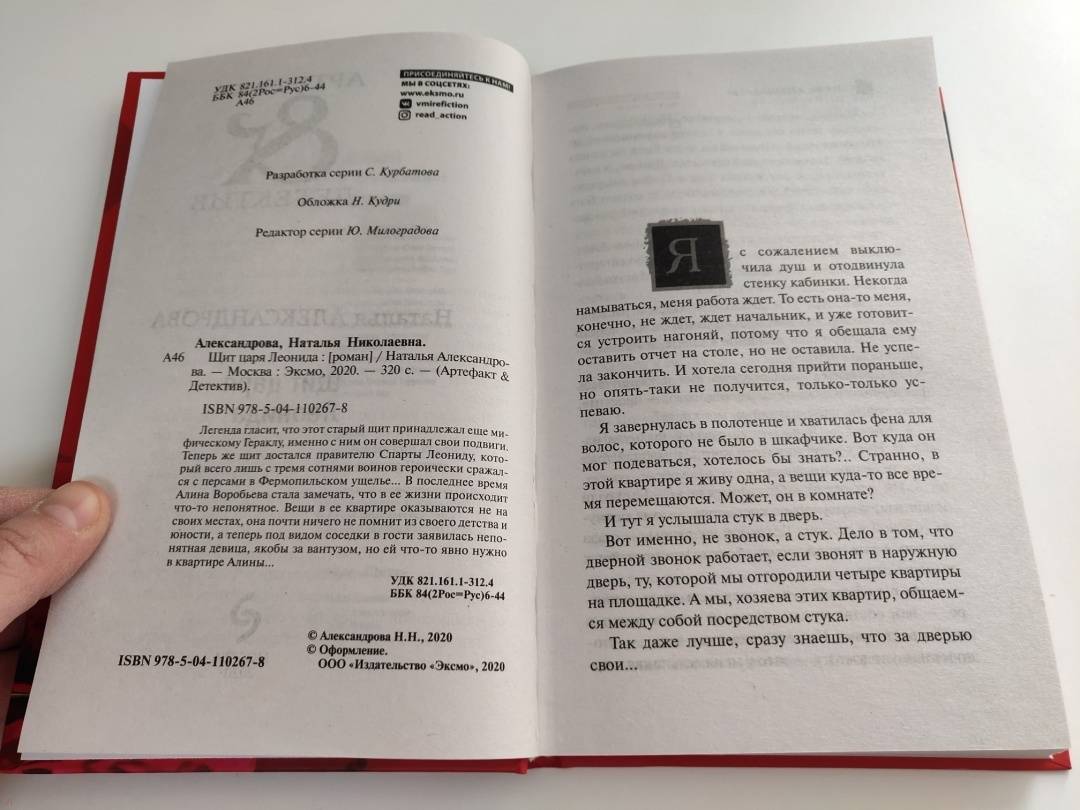 УДК 821.161.1-312.4
ББК 84(2Рос=Рус)6-44
А46
ПРИСОЕДИНЯЙТЕСЬ К НАМ!
МЫ В СОЦСЕТЯХ:
www.eksmo.ru
vmirefiction
read_action
Разработка серии С. Курбатова
Обложка Н. Кудри
Редактор серии Ю. Милоградова
Александрова, Наталья Николаевна.
А46 Щит царя Леонида : [роман] / Наталья Александро-
ва. — Москва : Эксмо, 2020. — 320 с. — (Артефакт &
Детектив).
ISBN 978-5-04-110267-8
Легенда гласит, что этот старый щит принадлежал еще ми-
фическому Гераклу, именно с ним он совершал свои подвиги.
Теперь же щит достался правителю Спарты Леониду, кото-
рый всего лишь с тремя сотнями воинов героически сражал-
ся с персами в Фермопильском ущелье... В последнее время
Алина Воробьева стала замечать, что в ее жизни происходит
что-то непонятное. Вещи в ее квартире оказываются не на
своих местах, она почти ничего не помнит из своего детства и
юности, а теперь под видом соседки в гости заявилась непо-
нятная девица, якобы за вантузом, но ей что-то явно нужно
в квартире Алины...
УДК 821.161.1-312.4
ББК 84(2Рос=Рус)6-44
© Александрова Н.Н., 2020
© Оформление.
ООО «Издательство «Эксмо», 2020
ISBN 978-5-04-110267-8
Я с сожалением выклю-
чила душ и отодвинула
стенку кабинки. Некогда
намываться, меня работа ждет. То есть она-то меня,
конечно, не ждет, ждет начальник, и уже готовит-
ся устроить нагоняй, потому что я обещала ему
оставить отчет на столе, но не оставила. Не успе-
ла закончить. И хотела сегодня прийти пораньше,
но опять-таки не получится, только-только ус-
певаю.
Я завернулась в полотенце и хватилась фена для
волос, которого не было в шкафчике. Вот куда он
мог подеваться, хотелось бы знать?.. Странно, в
этой квартире я живу одна, а вещи куда-то все вре-
мя перемещаются. Может, он в комнате?
И тут я услышала стук в дверь.
Вот именно, не звонок, а стук. Дело в том, что
дверной звонок работает, если звонят в наружную
дверь, ту, которой мы отгородили четыре квартиры
на площадке. А мы, хозяева этих квартир, общаем-
ся между собой посредством стука.
Так даже лучше, сразу знаешь, что за дверью
свои...